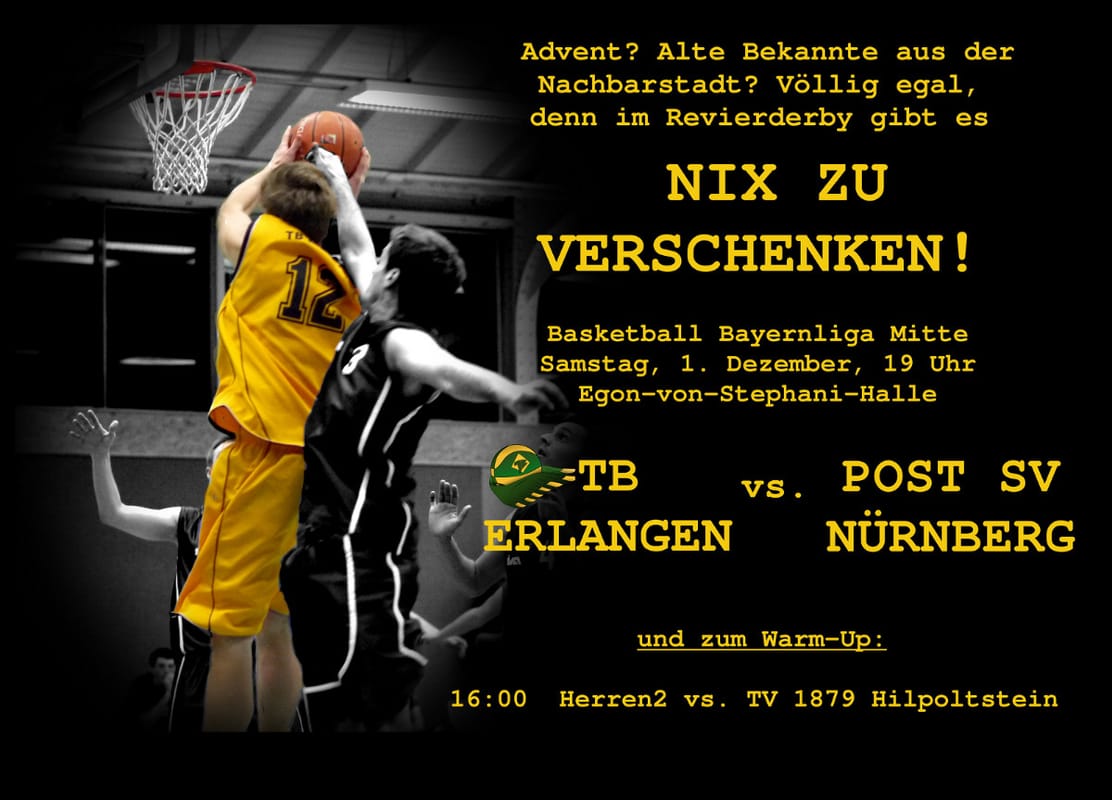 Advent? Alte Bekannte aus der
Nachbarstadt? Völlig egal,
denn im Revierderby gibt es
NIX ZU
VERSCHENKEN!
Basketball Bayernliga Mitte
Samstag, 1. Dezember, 19 Uhr
Egon-von-Stephani-Halle
TB
ERLANGEN
vs.
POST SV
NÜRNBERG
und zum Warm-Up:
16:00 Herren2 vs. TV 1879 Hilpoltstein
TB
12
3